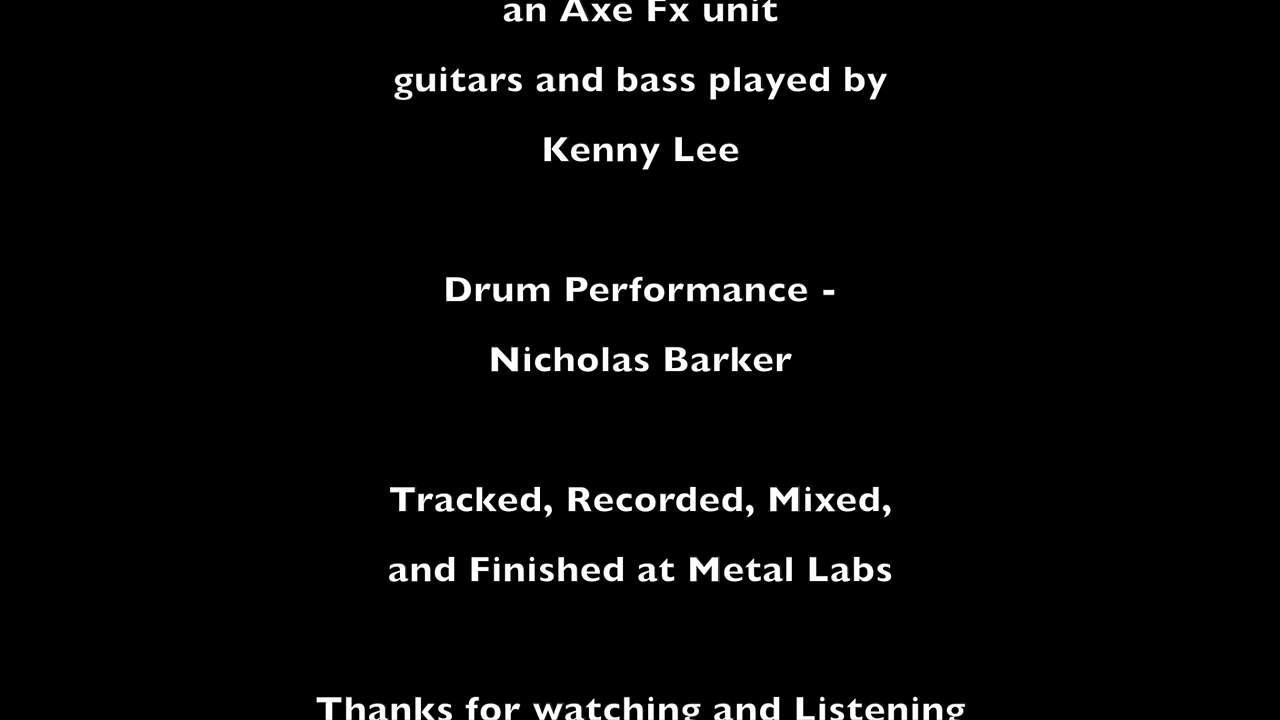 an Axe Fx unit
guitars and bass played by
Kenny Lee
Drum Performance -
Nicholas Barker
Tracked, Recorded, Mixed,
and Finished at Metal Labs
Thanks for watching and Listening